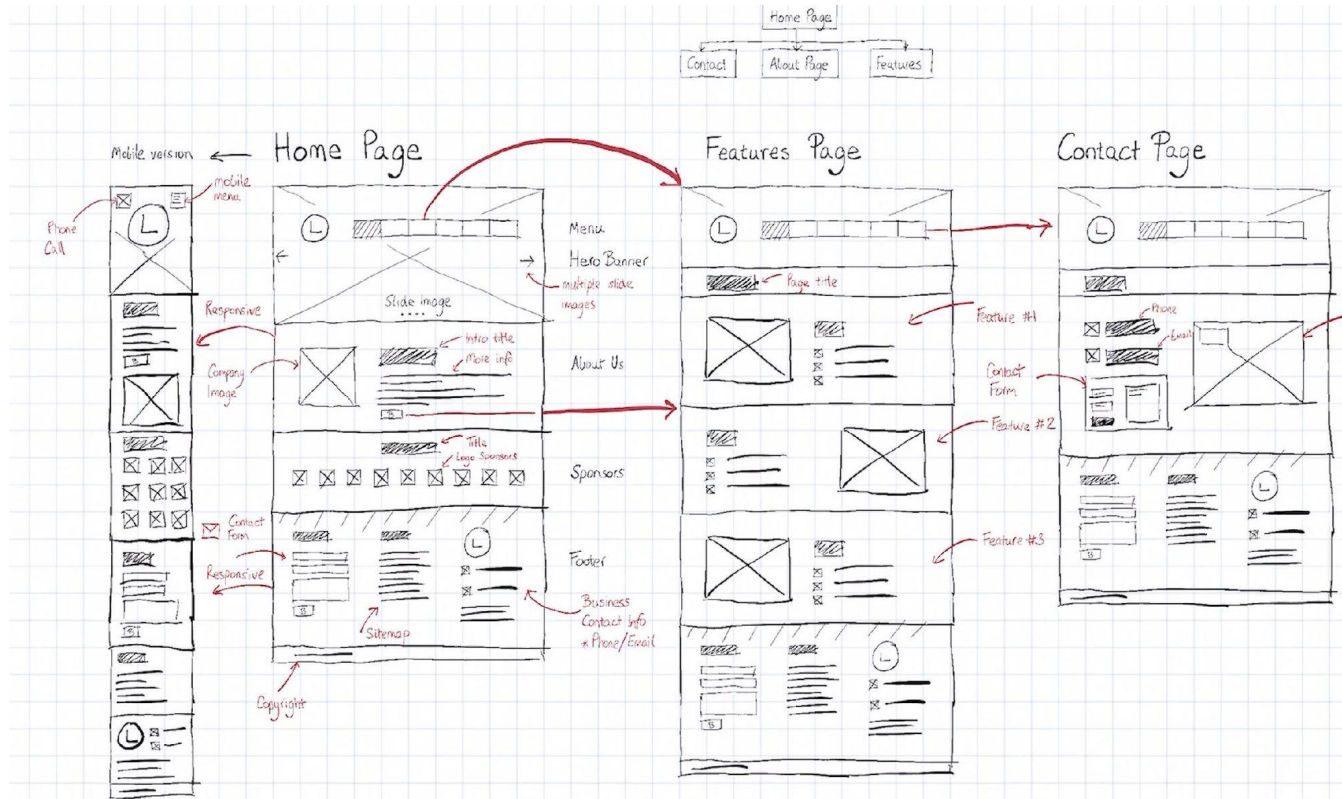 Home Page
Contact
About Page
Features
Mobile version
Home Page
Features Page
Contact Page
mobile
menu
Phone
Call
L
L
Menu
Hero Banner
multiple slide
images
Slide Image
Responsive
Company
Image
Intro title
More info
About Us
B
Title
Logo Sponsors
Sponsors
Contact
Form
Responsive
L
Footer
Business
Contact Info
* Phone/Email
Sitemap
B
Copyright
B
L
L
Page title
Feature #1
Feature #2
Feature #3
L
B
L
Phone
Email
Contact
Form
L
B